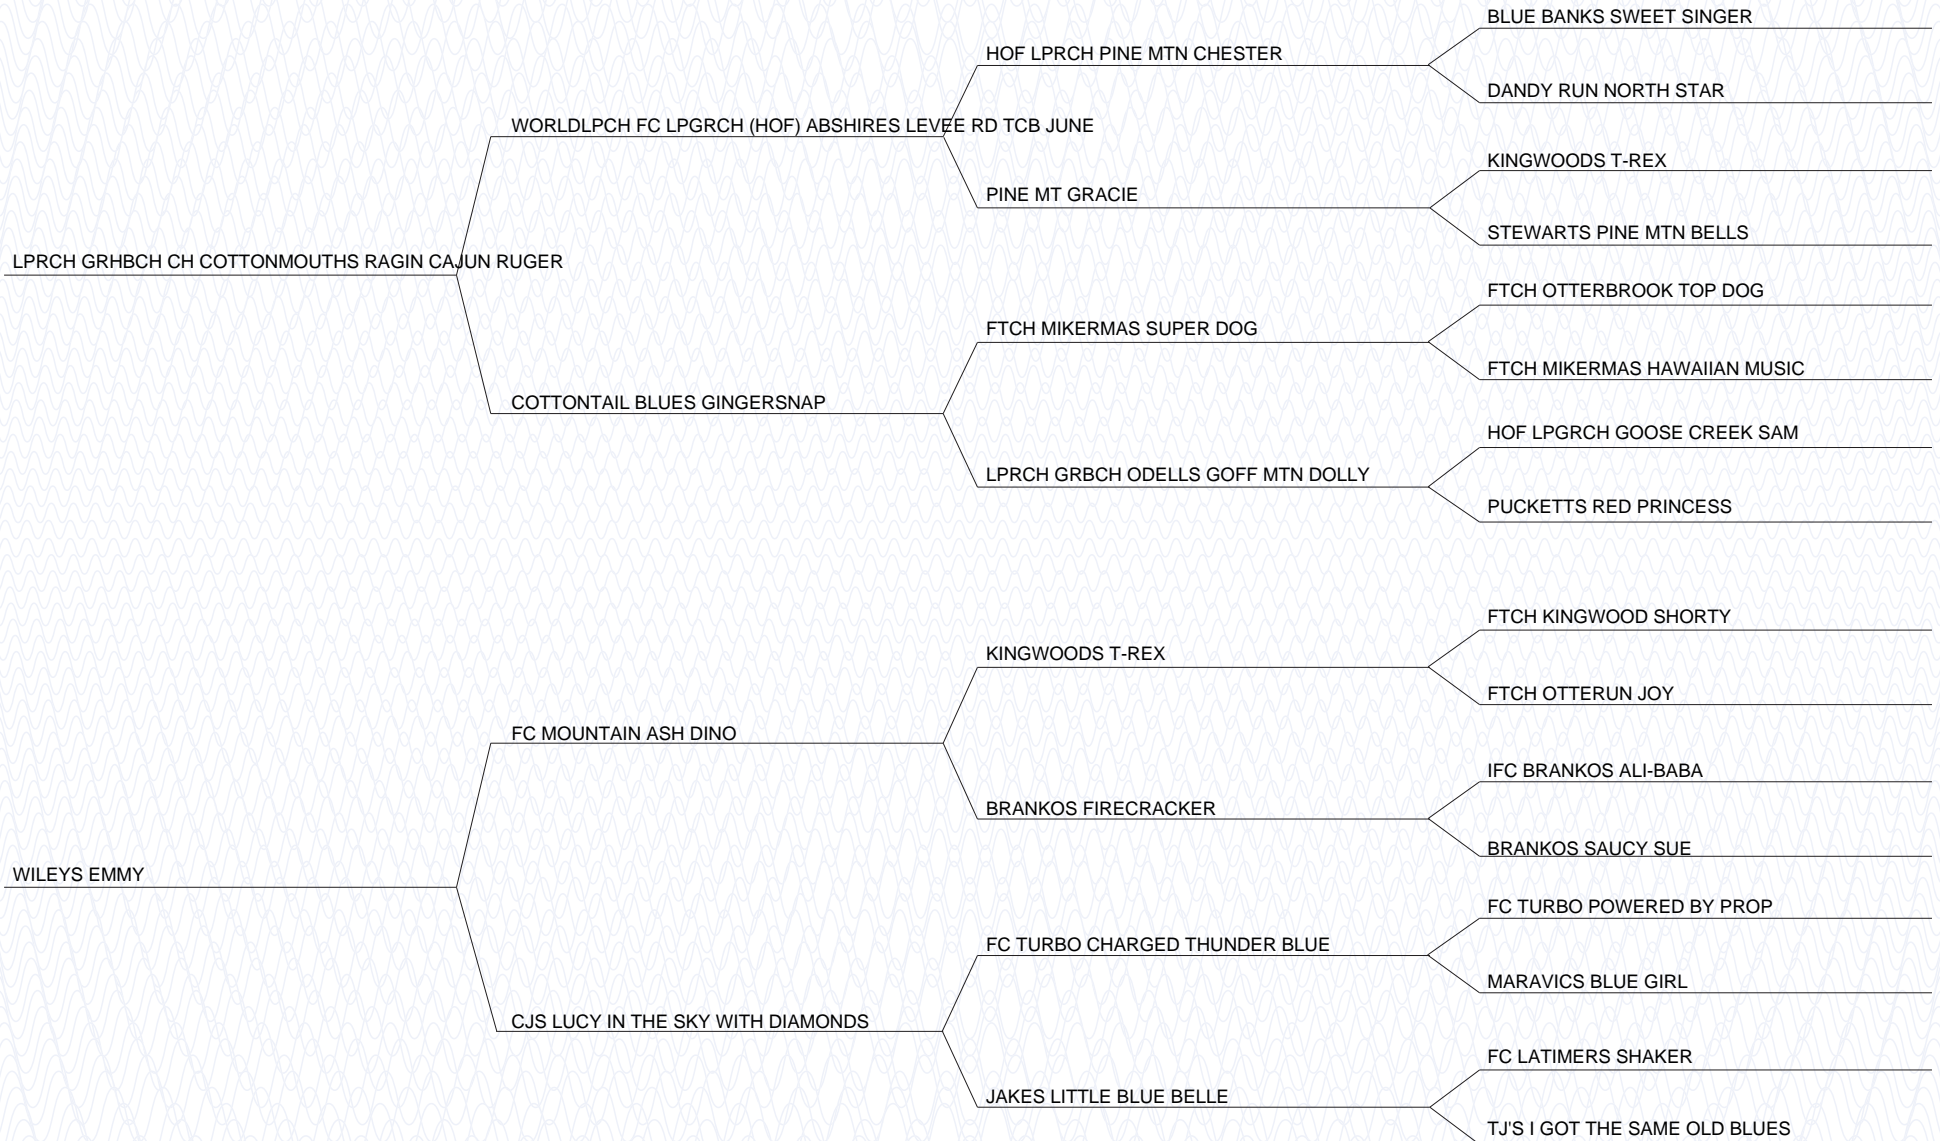 BLUE BANKS SWEET SINGER
HOF LPRCH PINE MTN CHESTER
DANDY RUN NORTH STAR
WORLDLPCH FC LPGRCH (HOF) ABSHIRES LEVEE RD TCB JUNE
KINGWOODS T-REX
PINE MT GRACIE
STEWARTS PINE MTN BELLS
LPRCH GRHBCH CH COTTONMOUTHS RAGIN CAJUN RUGER
FTCH OTTERBROOK TOP DOG
FTCH MIKERMAS SUPER DOG
FTCH MIKERMAS HAWAIIAN MUSIC
COTTONTAIL BLUES GINGERSNAP
HOF LPGRCH GOOSE CREEK SAM
LPRCH GRBCH ODELLS GOFF MTN DOLLY
PUCKETTS RED PRINCESS
FTCH KINGWOOD SHORTY
KINGWOODS T-REX
FTCH OTTERUN JOY
FC MOUNTAIN ASH DINO
IFC BRANKOS ALI-BABA
BRANKOS FIRECRACKER
BRANKOS SAUCY SUE
WILEYS EMMY
FC TURBO POWERED BY PROP
FC TURBO CHARGED THUNDER BLUE
MARAVICS BLUE GIRL
CJS LUCY IN THE SKY WITH DIAMONDS
FC LATIMERS SHAKER
JAKES LITTLE BLUE BELLE
TJ'S I GOT THE SAME OLD BLUES